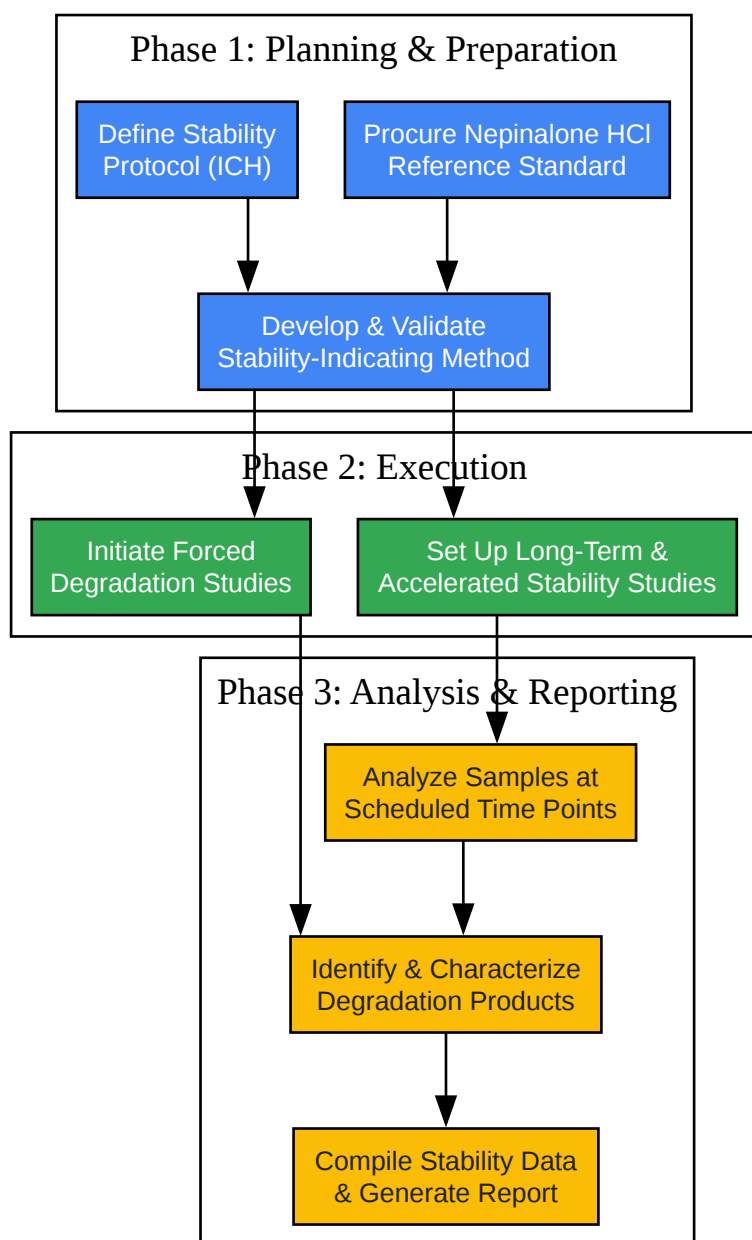 Phase 1: Planning & Preparation
Define Stability
Protocol (ICH)
Procure Nepinalone HCl
Reference Standard
Develop & Validate
Stability-Indicating Method
Phase 2: Execution
Initiate Forced
Degradation Studies
Set Up Long-Term &
Accelerated Stability Studies
Phase 3: Analysis & Reporting
Analyze Samples at
Scheduled Time Points
Identify & Characterize
Degradation Products
Compile Stability Data
& Generate Report